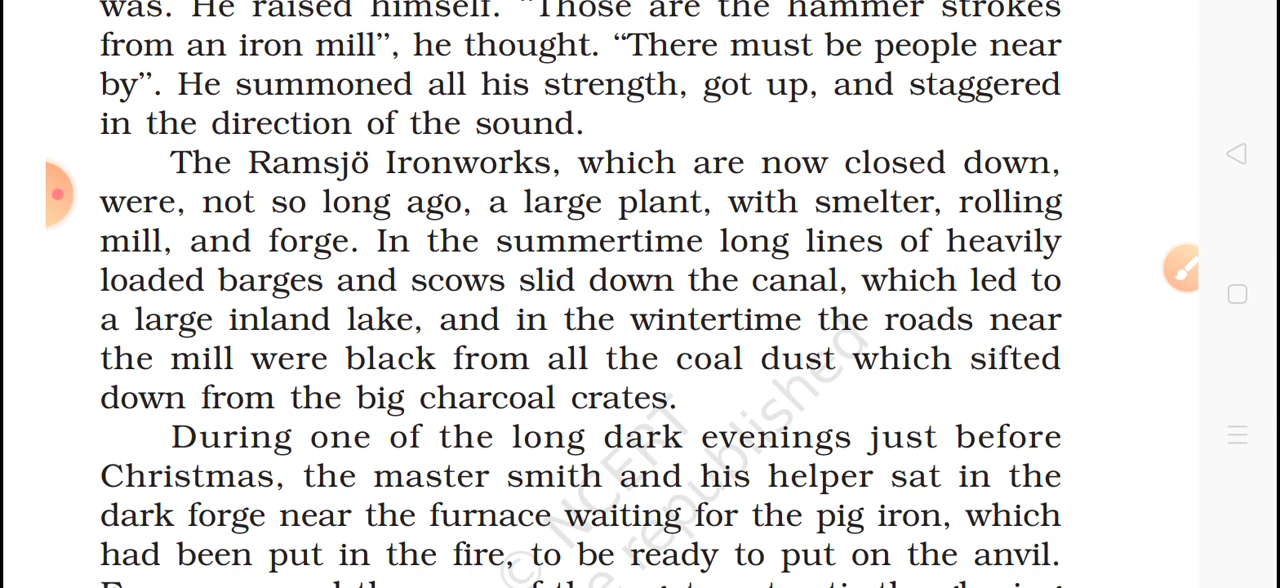 was. He raised himself. “Those are the hammer strokes
from an iron mill”, he thought. “There must be people near
by”. He summoned all his strength, got up, and staggered
in the direction of the sound.
The Ramsjö Ironworks, which are now closed down,
were, not so long ago, a large plant, with smelter, rolling
mill, and forge. In the summertime long lines of heavily
loaded barges and scows slid down the canal, which led to
a large inland lake, and in the wintertime the roads near
the mill were black from all the coal dust which sifted
down from the big charcoal crates.
During one of the long dark evenings just before
Christmas, the master smith and his helper sat in the
dark forge near the furnace waiting for the pig iron, which
had been put in the fire, to be ready to put on the anvil.
© NCERT
republished